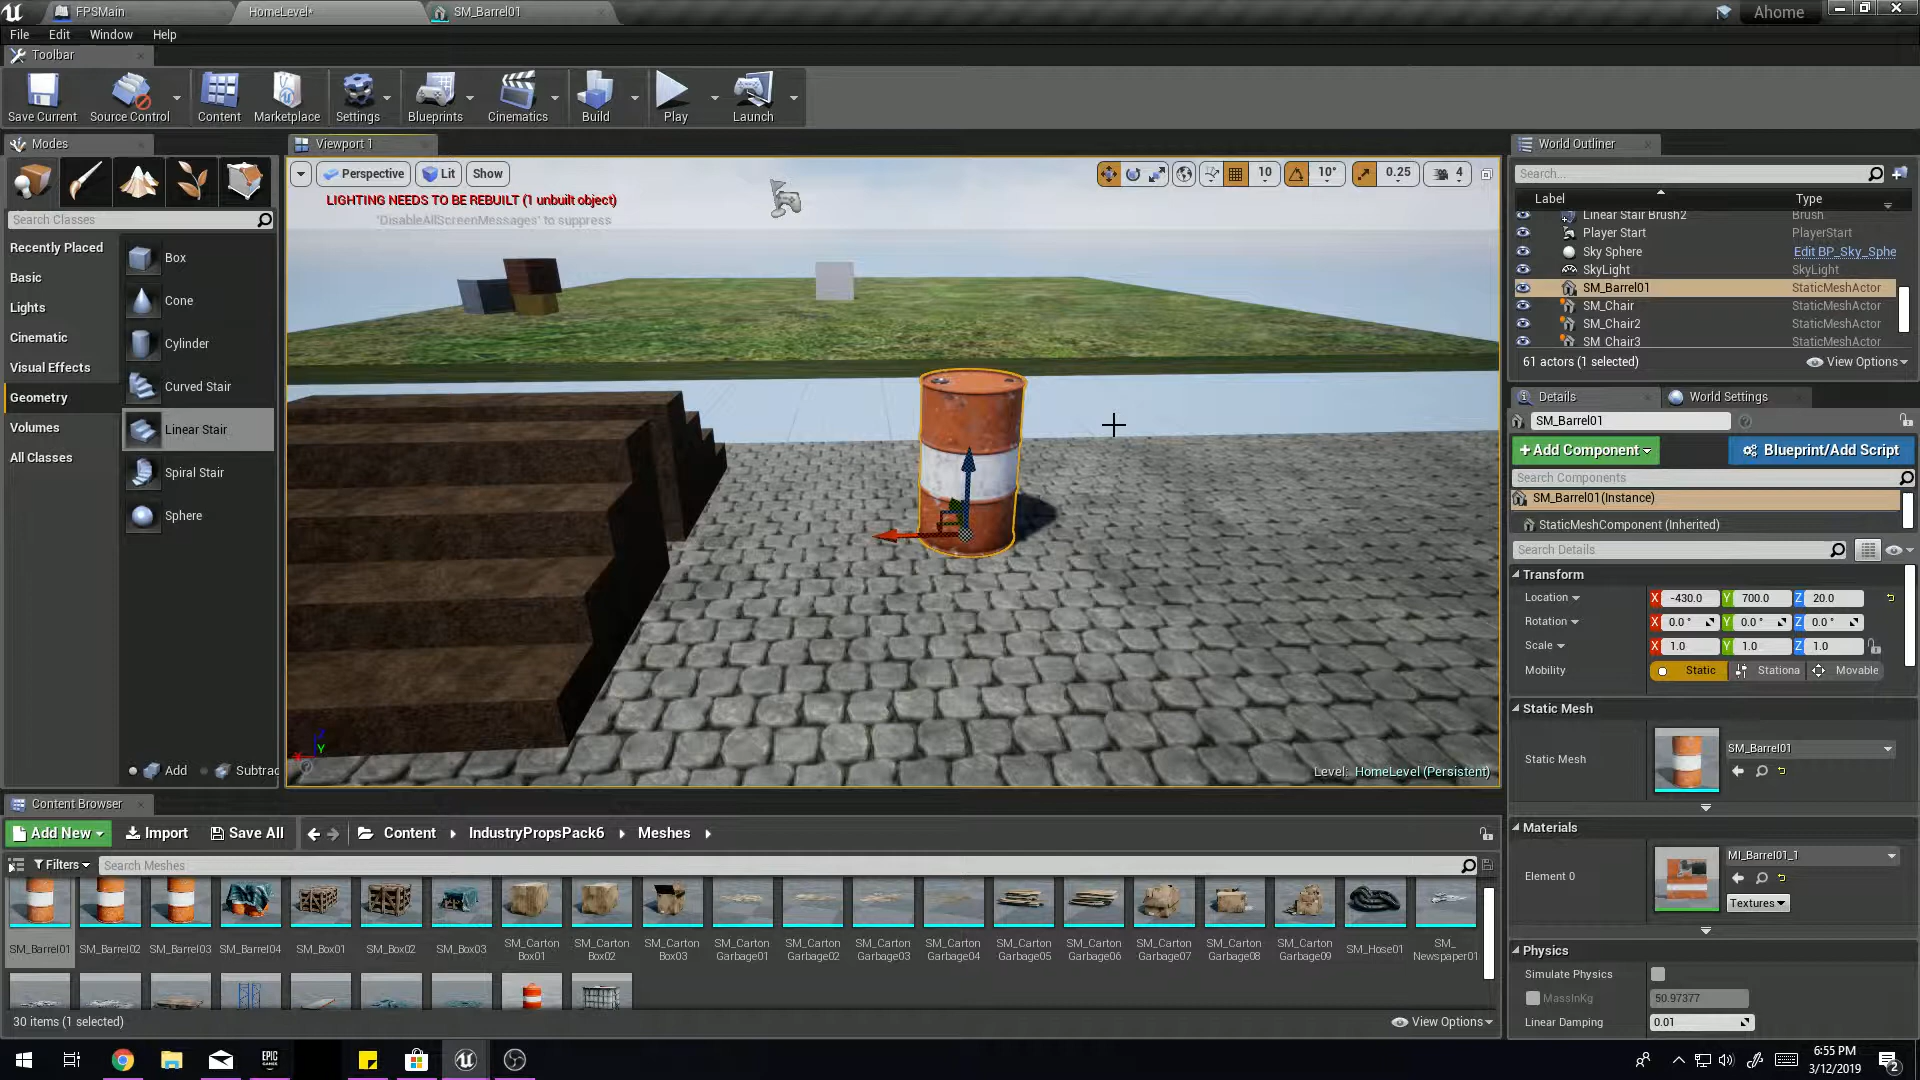 FPSMain
HomeLevel*
SM_Barrel01
Ahome
File Edit Window Help
Toolbar
Save Current
Source Control
Content
Marketplace
Settings
Blueprints
Cinematics
Build
Play
Launch
Modes
Search Classes
Recently Placed
Basic
Lights
Cinematic
Visual Effects
Geometry
Volumes
All Classes
Box
Cone
Cylinder
Curved Stair
Linear Stair
Spiral Stair
Sphere
Add Subtrac
Viewport 1
Perspective Lit Show
10 10° 0.25 4
LIGHTING NEEDS TO BE REBUILT (1 unbuilt object)
'DisableAllScreenMessages' to suppress
Y
Level: HomeLevel (Persistent)
World Outliner
Search...
Label Type
Linear Stair Brush2 Brush
Player Start PlayerStart
Sky Sphere Edit BP_Sky_Sphe
SkyLight SkyLight
SM_Barrel01 StaticMeshActor
SM_Chair StaticMeshActor
SM_Chair2 StaticMeshActor
SM_Chair3 StaticMeshActor
61 actors (1 selected) View Options
Details World Settings
SM_Barrel01
+Add Component Blueprint/Add Script
Search Components
SM_Barrel01(Instance)
StaticMeshComponent (Inherited)
Search Details
Transform
Location X -430.0 Y 700.0 Z 20.0
Rotation X 0.0 ° Y 0.0 ° Z 0.0 °
Scale X 1.0 Y 1.0 Z 1.0
Mobility Static Stationa Movable
Static Mesh
Static Mesh SM_Barrel01
Materials
Element 0 MI_Barrel01_1
Textures
Physics
Simulate Physics
MassInKg 50.97377
Linear Damping 0.01
Content Browser
Add New Import Save All Content IndustryPropsPack6 Meshes
Filters Search Meshes
SM_Barrel01
SM_Barrel02
SM_Barrel03
SM_Barrel04
SM_Box01
SM_Box02
SM_Box03
SM_Carton Box01
SM_Carton Box02
SM_Carton Box03
SM_Carton Garbage01
SM_Carton Garbage02
SM_Carton Garbage03
SM_Carton Garbage04
SM_Carton Garbage05
SM_Carton Garbage06
SM_Carton Garbage07
SM_Carton Garbage08
SM_Carton Garbage09
SM_Hose01
SM_ Newspaper01
30 items (1 selected) View Options
EPIC GAMES
6:55 PM
3/12/2019
2